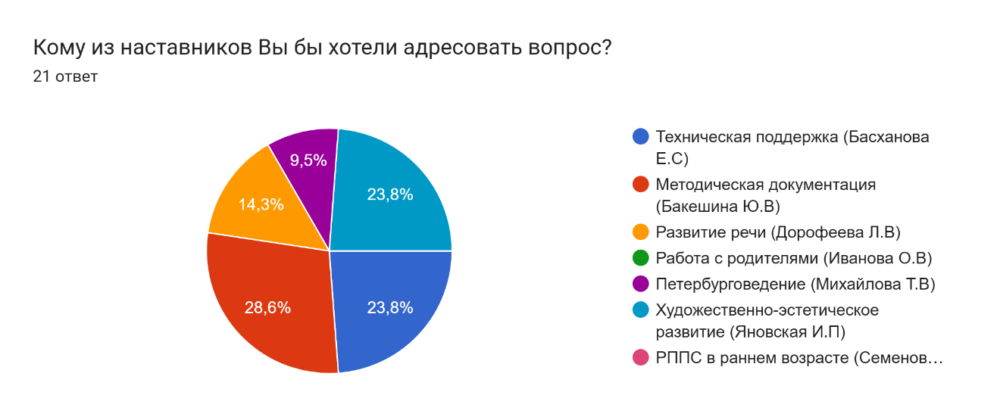 Кому из наставников Вы бы хотели адресовать вопрос?
21 ответ
9,5%
23,8%
14,3%
28,6%
23,8%
Техническая поддержка (Басханова
Е.С)
Методическая документация
(Бакешина Ю.В)
Развитие речи (Дорофеева Л.В)
Работа с родителями (Иванова О.В)
Петербурговедение (Михайлова Т.В)
Художественно-эстетическое
развитие (Яновская И.П)
РППС в раннем возрасте (Семенов…